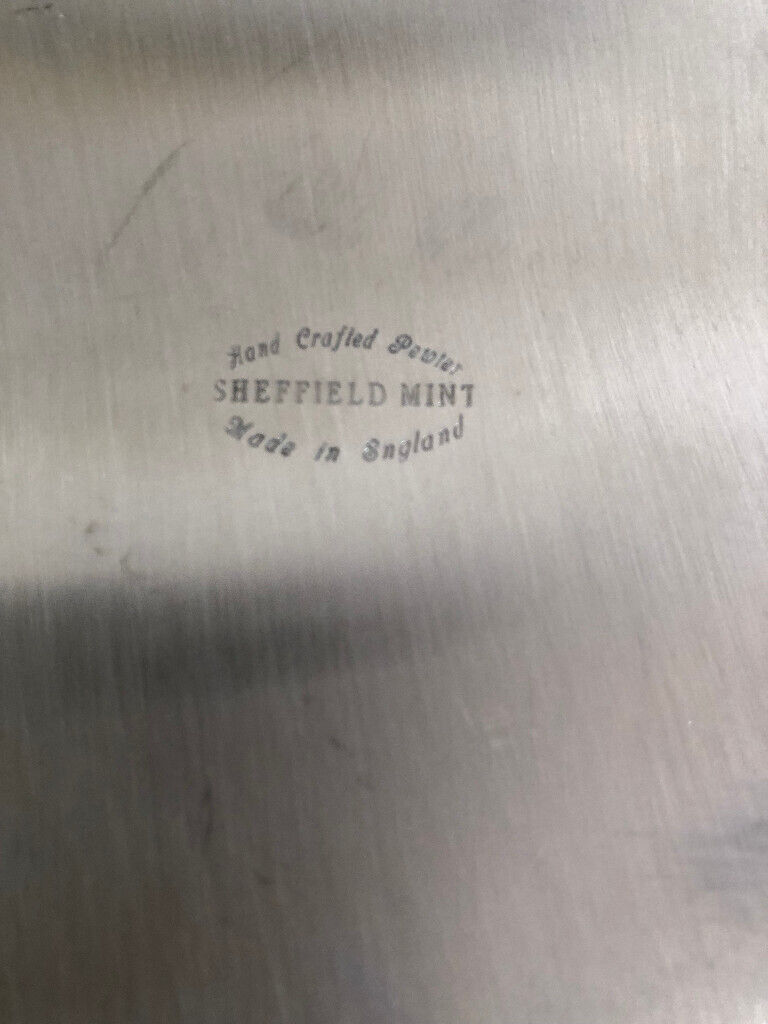 Hand Crafted Pewter
SHEFFIELD MINT
Made in England